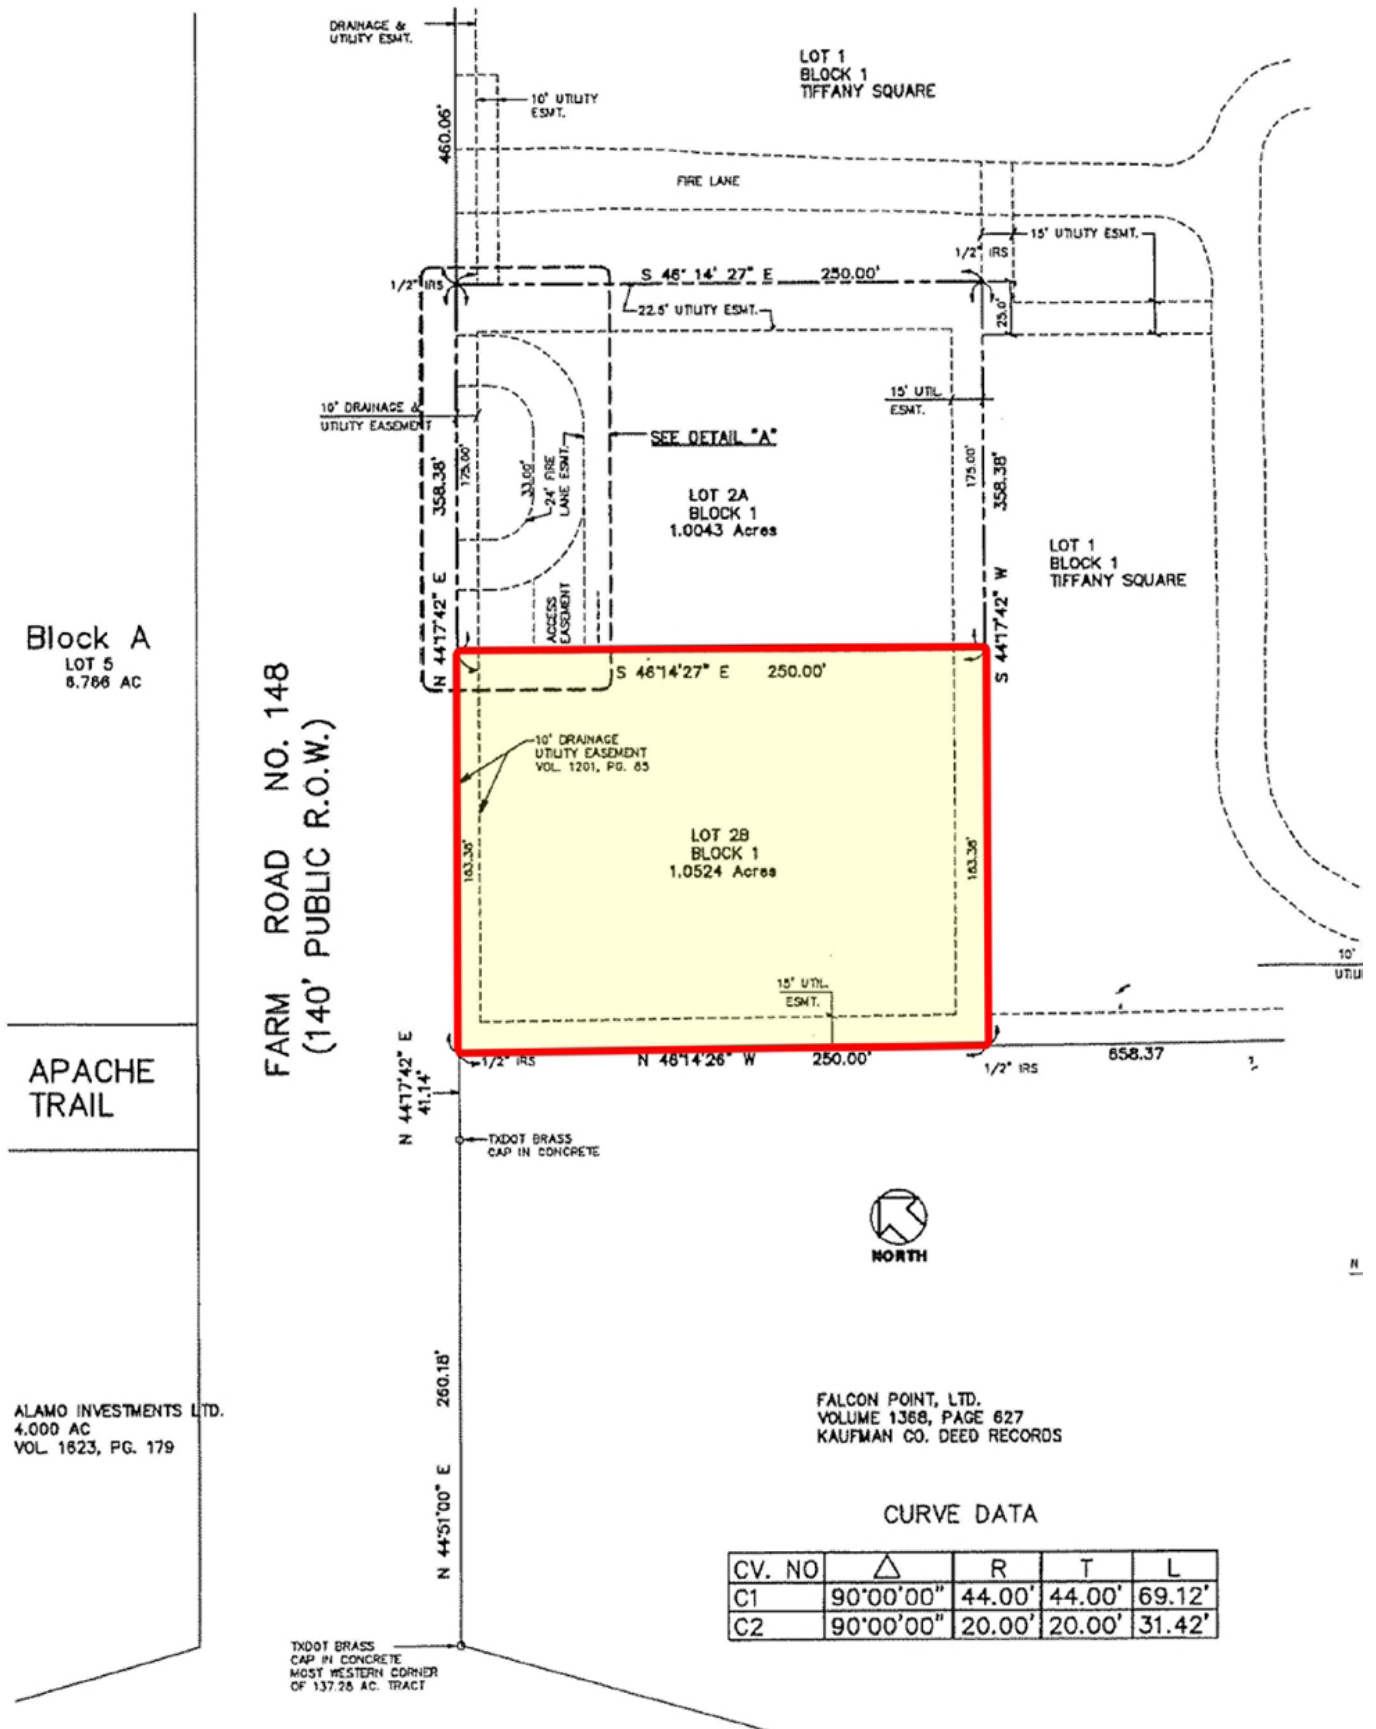 DRAINAGE &
UTILITY ESMT.
LOT 1
BLOCK 1
TIFFANY SQUARE
10' UTILITY
ESMT.
460.06'
FIRE LANE
15' UTILITY ESMT.
1/2" IRS
1/2" IRS
S 46° 14' 27" E 250.00'
22.5' UTILITY ESMT.
25.0'
10' DRAINAGE &
UTILITY EASEMENT
15' UTIL.
ESMT.
SEE DETAIL "A"
358.38'
175.00'
33.00'
24' FIRE
LANE ESMT.
175.00'
358.38'
LOT 2A
BLOCK 1
1.0043 Acres
LOT 1
BLOCK 1
TIFFANY SQUARE
N 44°17'42" E
ACCESS
EASEMENT
S 44°17'42" W
Block A
LOT 5
6.766 AC
S 46°14'27" E 250.00'
FARM ROAD NO. 148
(140' PUBLIC R.O.W.)
10' DRAINAGE
UTILITY EASEMENT
VOL. 1201, PG. 65
183.38'
LOT 2B
BLOCK 1
1.0524 Acres
183.38'
15' UTIL.
ESMT.
10'
UTILI
APACHE
TRAIL
N 44°17'42" E
41.14'
1/2" IRS
N 46°14'26" W 250.00'
1/2" IRS
658.37
TXDOT BRASS
CAP IN CONCRETE
NORTH
N
260.18'
N 44°51'00" E
ALAMO INVESTMENTS LTD.
4.000 AC
VOL. 1623, PG. 179
FALCON POINT, LTD.
VOLUME 1368, PAGE 627
KAUFMAN CO. DEED RECORDS
CURVE DATA
CV. NO △ R T L
C1 90°00'00" 44.00' 44.00' 69.12'
C2 90°00'00" 20.00' 20.00' 31.42'
TXDOT BRASS
CAP IN CONCRETE
MOST WESTERN CORNER
OF 137.28 AC. TRACT